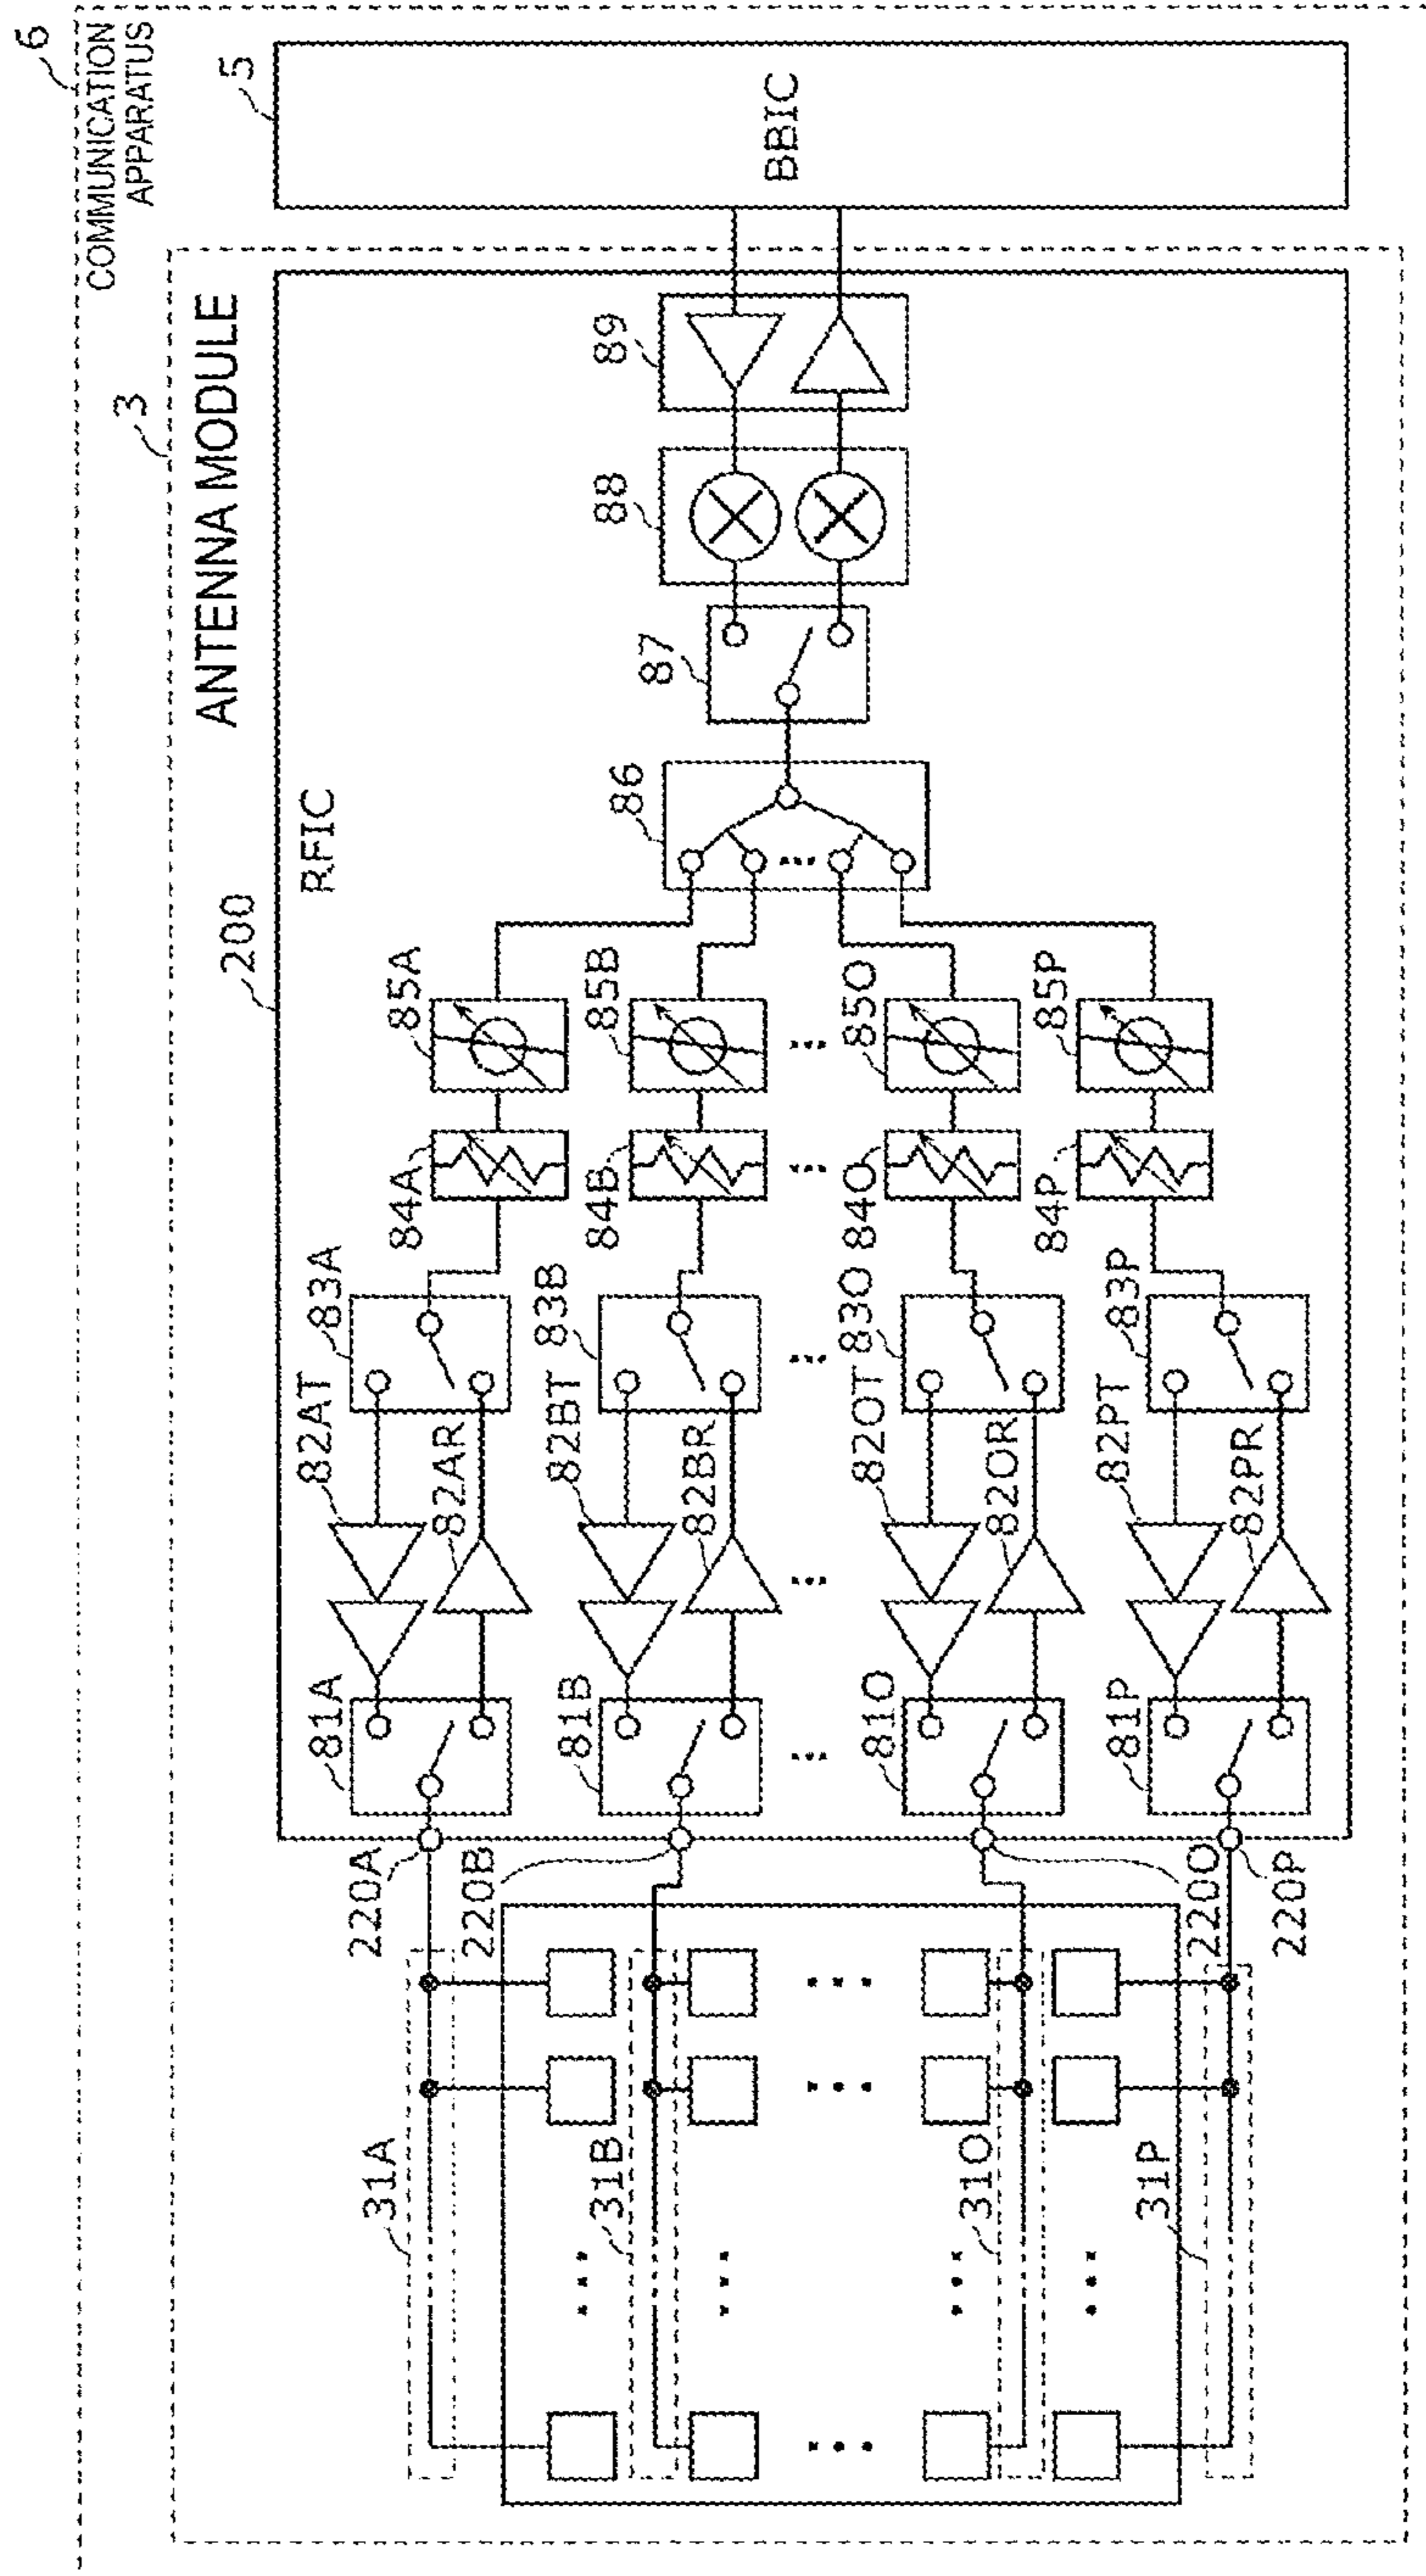 6
COMMUNICATION
APPARATUS
3
ANTENNA MODULE
5
BBIC
200
RFIC
31A
220A
81A
82AT
82AR
83A
84A
85A
31B
220B
81B
82BT
82BR
83B
84B
85B
86
87
88
89
...
31O
220O
81O
82OT
82OR
83O
84O
85O
31P
220P
81P
82PT
82PR
83P
84P
85P